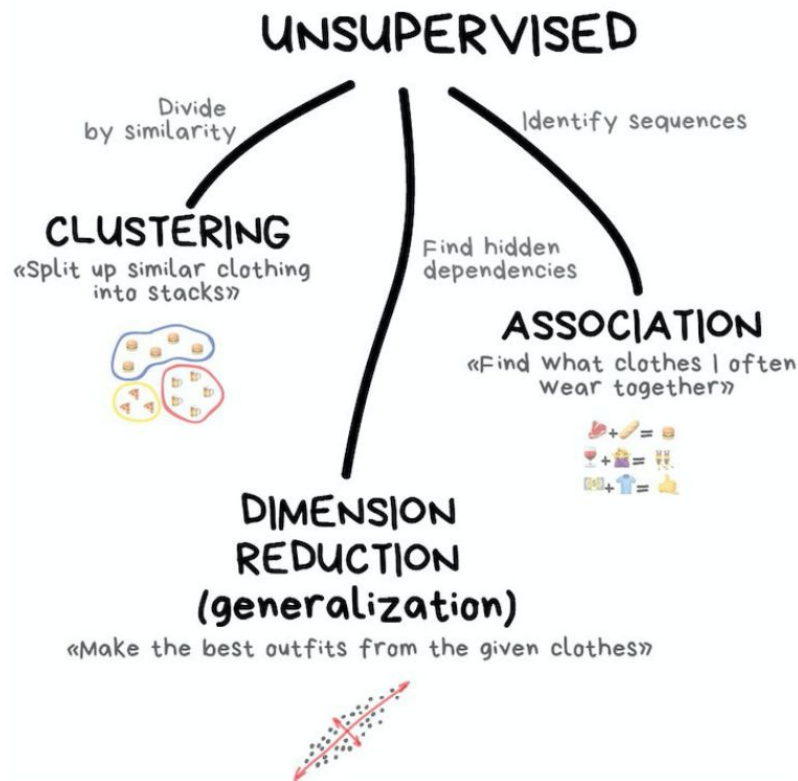 UNSUPERVISED
Divide
by similarity
Identify sequences
CLUSTERING
«Split up similar clothing
into stacks»
Find hidden
dependencies
ASSOCIATION
«Find what clothes I often
wear together»
+ =
+ =
+ =
DIMENSION
REDUCTION
(generalization)
«Make the best outfits from the given clothes»